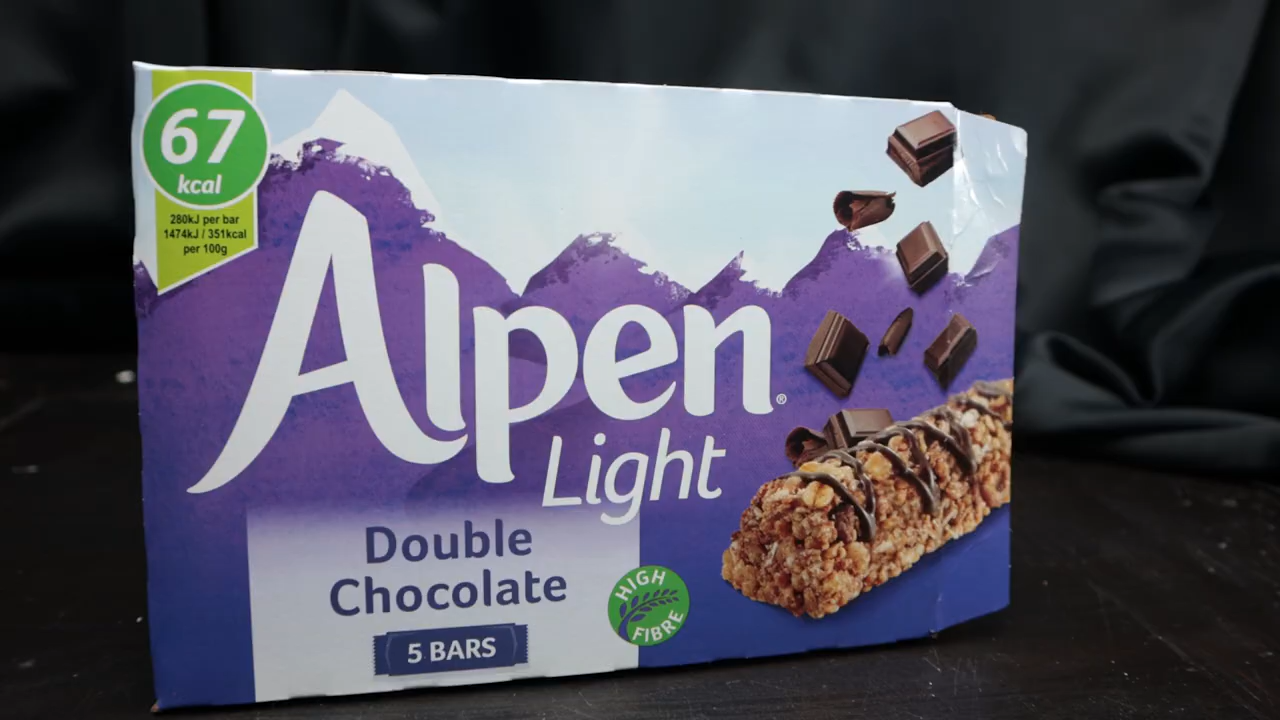 67
kcal
280kJ per bar
1474kJ / 351kcal
per 100g
Alpen®
Light
Double
Chocolate
5 BARS
HIGH
FIBRE